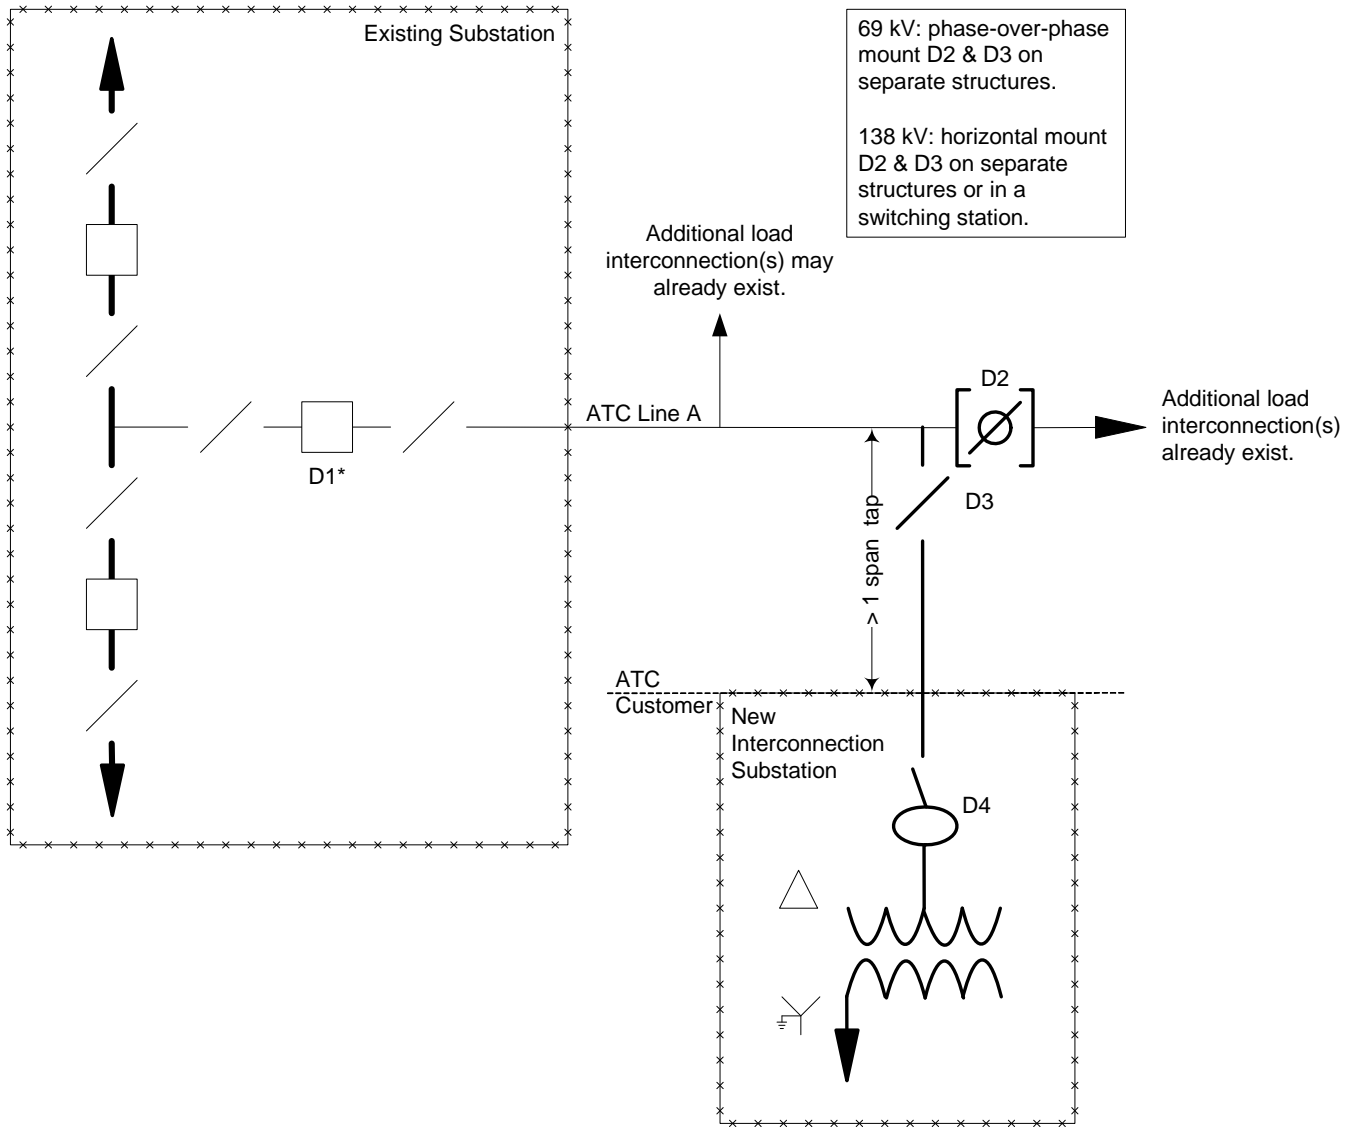 Existing Substation
69 kV: phase-over-phase
mount D2 & D3 on
separate structures.
138 kV: horizontal mount
D2 & D3 on separate
structures or in a
switching station.
Additional load
interconnection(s) may
already exist.
D2
Additional load
interconnection(s)
already exist.
ATC Line A
D1*
D3
> 1 span tap
ATC
Customer
New
Interconnection
Substation
D4